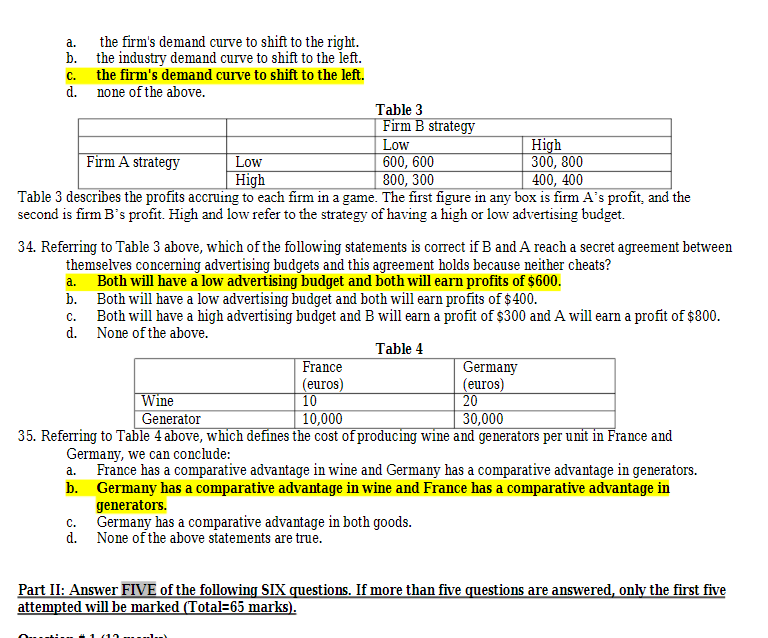 a. the firm's demand curve to shift to the right.
b. the industry demand curve to shift to the left.
c. the firm's demand curve to shift to the left.
d. none of the above.
Table 3
Firm B strategy
Low High
Firm A strategy Low 600, 600 300, 800
High 800, 300 400, 400
Table 3 describes the profits accruing to each firm in a game. The first figure in any box is firm A's profit, and the
second is firm B's profit. High and low refer to the strategy of having a high or low advertising budget.
34. Referring to Table 3 above, which of the following statements is correct if B and A reach a secret agreement between
themselves concerning advertising budgets and this agreement holds because neither cheats?
a. Both will have a low advertising budget and both will earn profits of $600.
b. Both will have a low advertising budget and both will earn profits of $400.
c. Both will have a high advertising budget and B will earn a profit of $300 and A will earn a profit of $800.
d. None of the above.
Table 4
France Germany
(euros) (euros)
Wine 10 20
Generator 10,000 30,000
35. Referring to Table 4 above, which defines the cost of producing wine and generators per unit in France and
Germany, we can conclude:
a. France has a comparative advantage in wine and Germany has a comparative advantage in generators.
b. Germany has a comparative advantage in wine and France has a comparative advantage in
generators.
c. Germany has a comparative advantage in both goods.
d. None of the above statements are true.
Part II: Answer FIVE of the following SIX questions. If more than five questions are answered, only the first five
attempted will be marked (Total=65 marks).